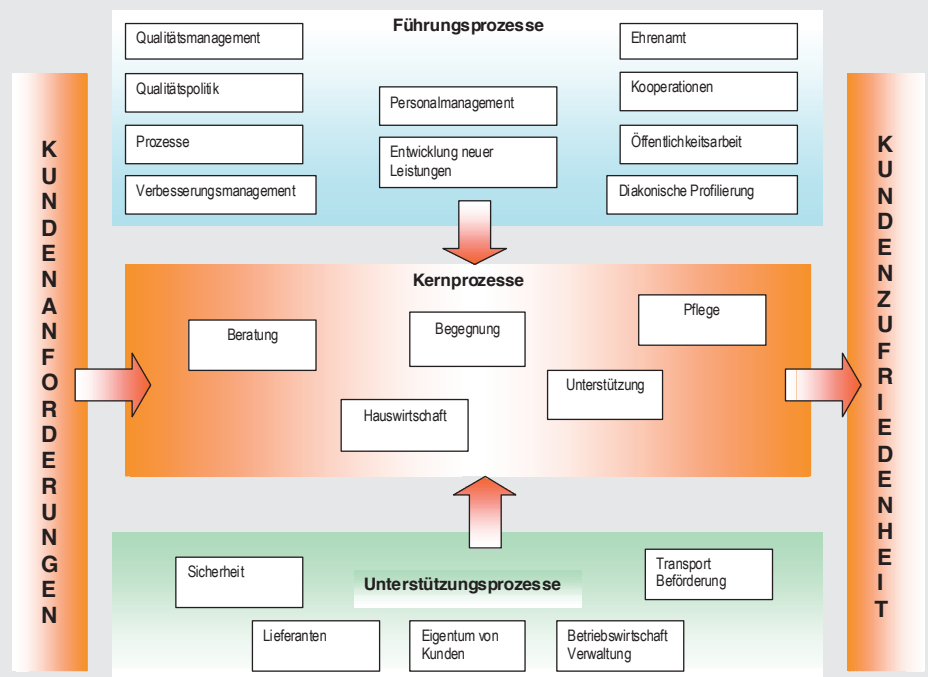 Führungsprozesse
Qualitätsmanagement
Qualitätspolitik
Prozesse
Verbesserungsmanagement
Personalmanagement
Entwicklung neuer
Leistungen
Ehrenamt
Kooperationen
Öffentlichkeitsarbeit
Diakonische Profilierung
KUNDENANFORDERUNGEN
Kernprozesse
Beratung
Begegnung
Pflege
Hauswirtschaft
Unterstützung
KUNDENZUFRIEDENHEIT
Unterstützungsprozesse
Sicherheit
Transport
Beförderung
Lieferanten
Eigentum von
Kunden
Betriebswirtschaft
Verwaltung